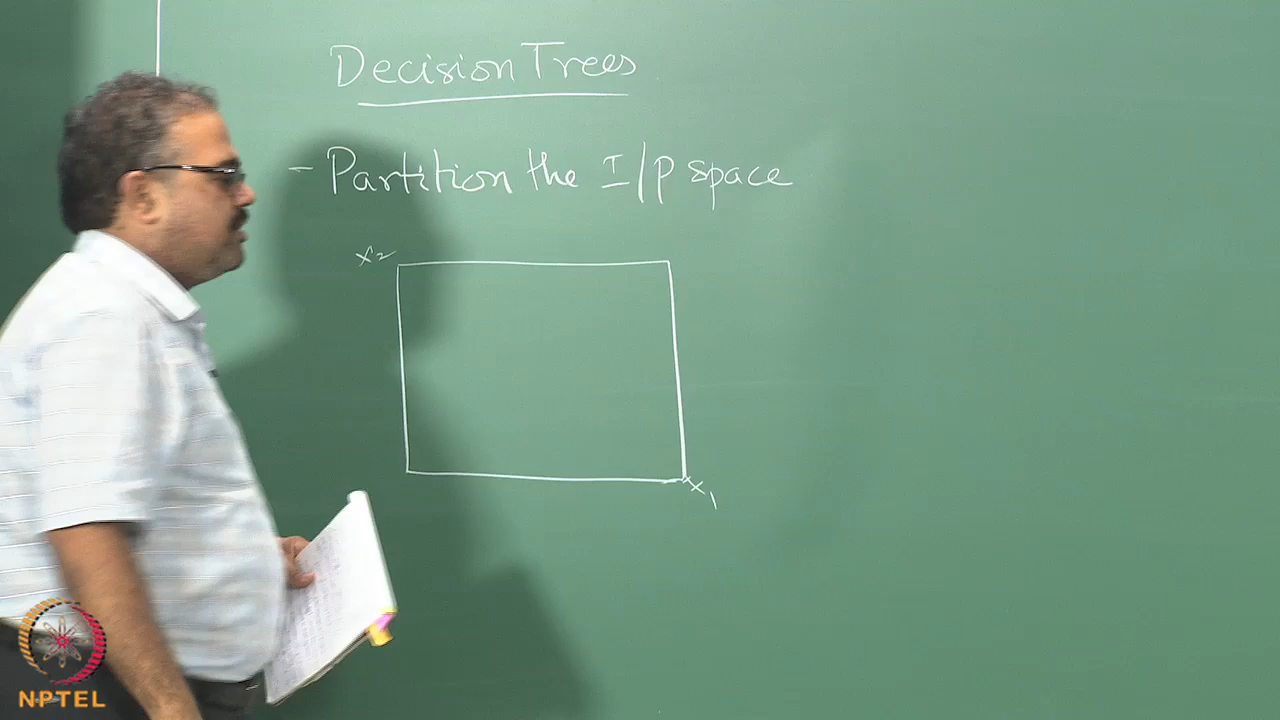 Decision Trees
- Partition the I/P space
x2
x1
NPTEL